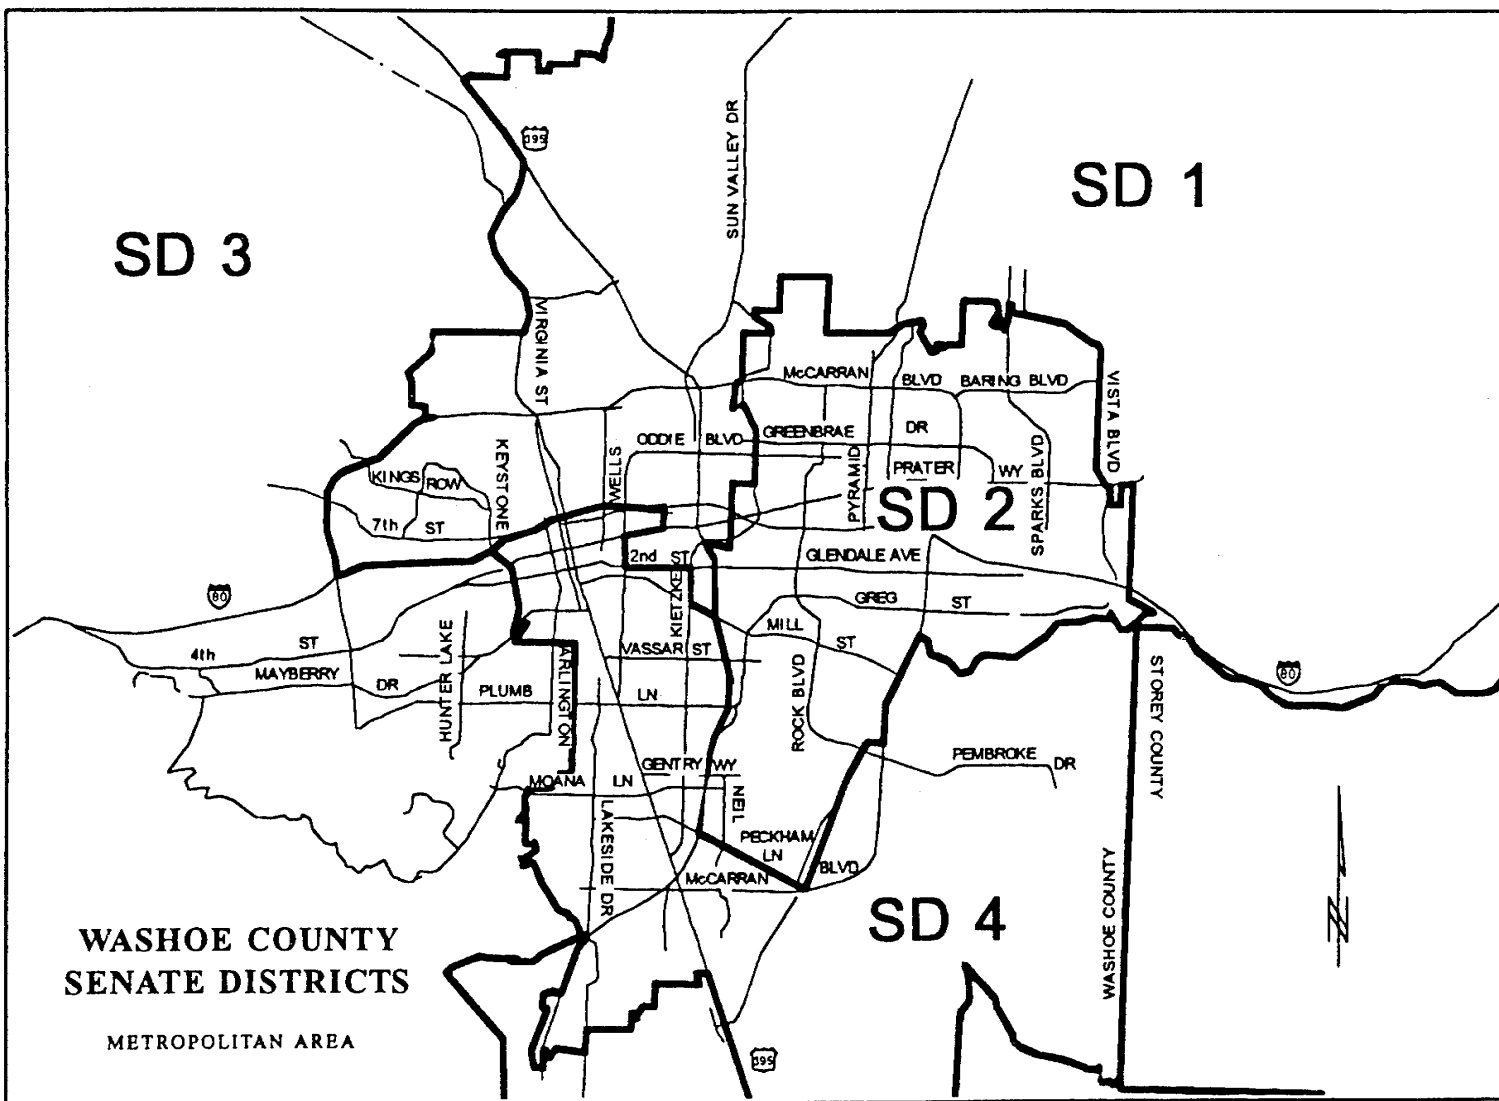 395
SUN VALLEY DR
SD 1
SD 3
VIRGINIA ST
McCARRAN BLVD
BARING BLVD
VISTA BLVD
ODDIE BLVD
GREENBRAE DR
KEYSTONE
WELLS
PYRAMID
PRATER WY
SPARKS BLVD
KINGS ROW
SD 2
7th ST
2nd ST
GLENDALE AVE
80
KIETZKE
GREG ST
MILL ST
4th ST
HUNTER LAKE
VASSAR ST
MAYBERRY DR
ARLINGTON
ROCK BLVD
STOREY COUNTY
80
PLUMB LN
GENTRY WY
PEMBROKE DR
MOANA LN
NEIL
LAKESIDE DR
PECKHAM LN
McCARRAN BLVD
SD 4
WASHOE COUNTY
N
WASHOE COUNTY
SENATE DISTRICTS
METROPOLITAN AREA
395